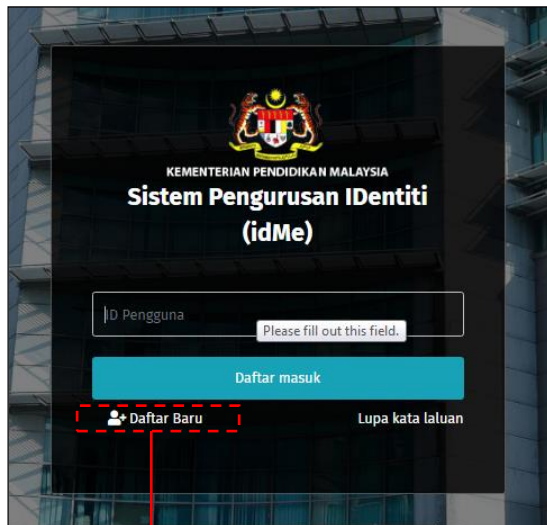 KEMENTERIAN PENDIDIKAN MALAYSIA
Sistem Pengurusan IDentiti
(idMe)
ID Pengguna
Please fill out this field.
Daftar masuk
Daftar Baru
Lupa kata laluan